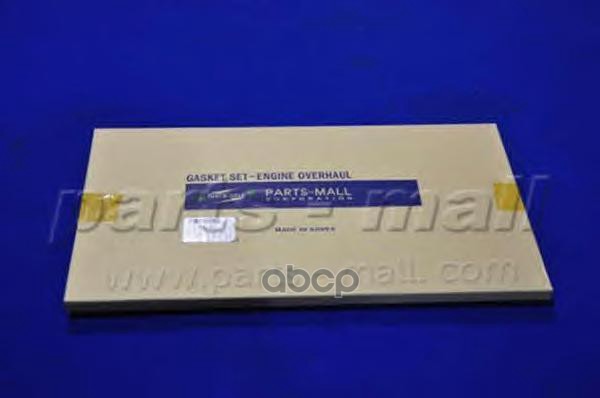 GASKET SET-ENGINE OVERHAUL
PARTS-MALL
CORPORATION
MADE IN KOREA
parts - mall
www.parts-mall.com
abcp